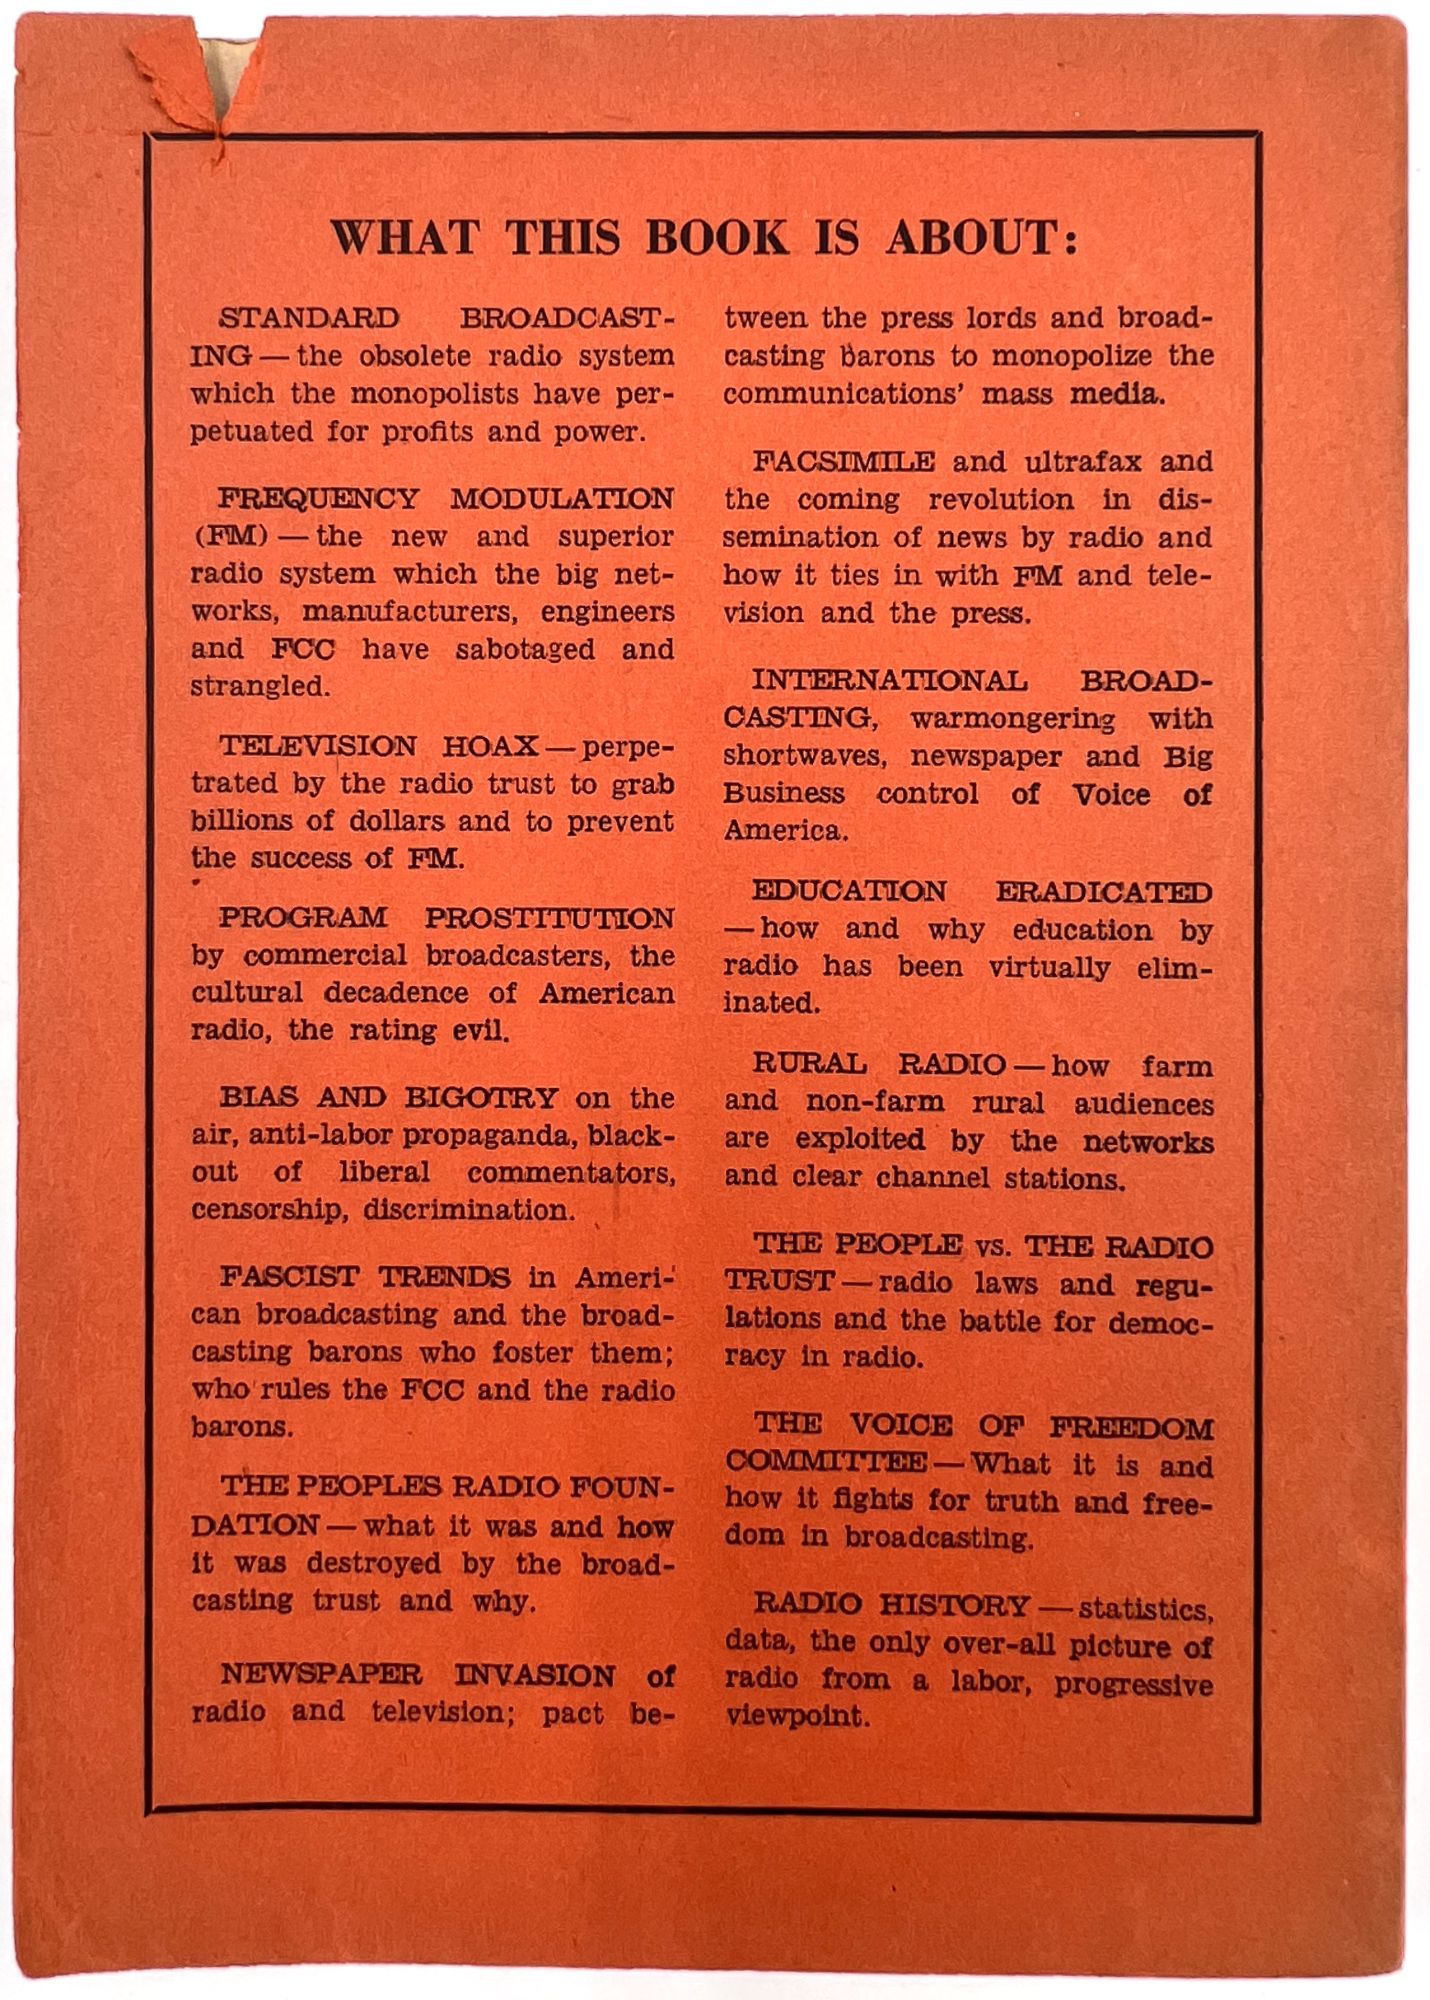 WHAT THIS BOOK IS ABOUT:
STANDARD BROADCAST-
ING — the obsolete radio system
which the monopolists have per-
petuated for profits and power.
FREQUENCY MODULATION
(FM) — the new and superior
radio system which the big net-
works, manufacturers, engineers
and FCC have sabotaged and
strangled.
TELEVISION HOAX — perpe-
trated by the radio trust to grab
billions of dollars and to prevent
the success of FM.
PROGRAM PROSTITUTION
by commercial broadcasters, the
cultural decadence of American
radio, the rating evil.
BIAS AND BIGOTRY on the
air, anti-labor propaganda, black-
out of liberal commentators,
censorship, discrimination.
FASCIST TRENDS in Ameri-
can broadcasting and the broad-
casting barons who foster them;
who rules the FCC and the radio
barons.
THE PEOPLES RADIO FOUN-
DATION — what it was and how
it was destroyed by the broad-
casting trust and why.
NEWSPAPER INVASION of
radio and television; pact be-
tween the press lords and broad-
casting barons to monopolize the
communications' mass media.
FACSIMILE and ultrafax and
the coming revolution in dis-
semination of news by radio and
how it ties in with FM and tele-
vision and the press.
INTERNATIONAL BROAD-
CASTING, warmongering with
shortwaves, newspaper and Big
Business control of Voice of
America.
EDUCATION ERADICATED
— how and why education by
radio has been virtually elim-
inated.
RURAL RADIO — how farm
and non-farm rural audiences
are exploited by the networks
and clear channel stations.
THE PEOPLE vs. THE RADIO
TRUST — radio laws and regu-
lations and the battle for democ-
racy in radio.
THE VOICE OF FREEDOM
COMMITTEE — What it is and
how it fights for truth and free-
dom in broadcasting.
RADIO HISTORY — statistics,
data, the only over-all picture of
radio from a labor, progressive
viewpoint.